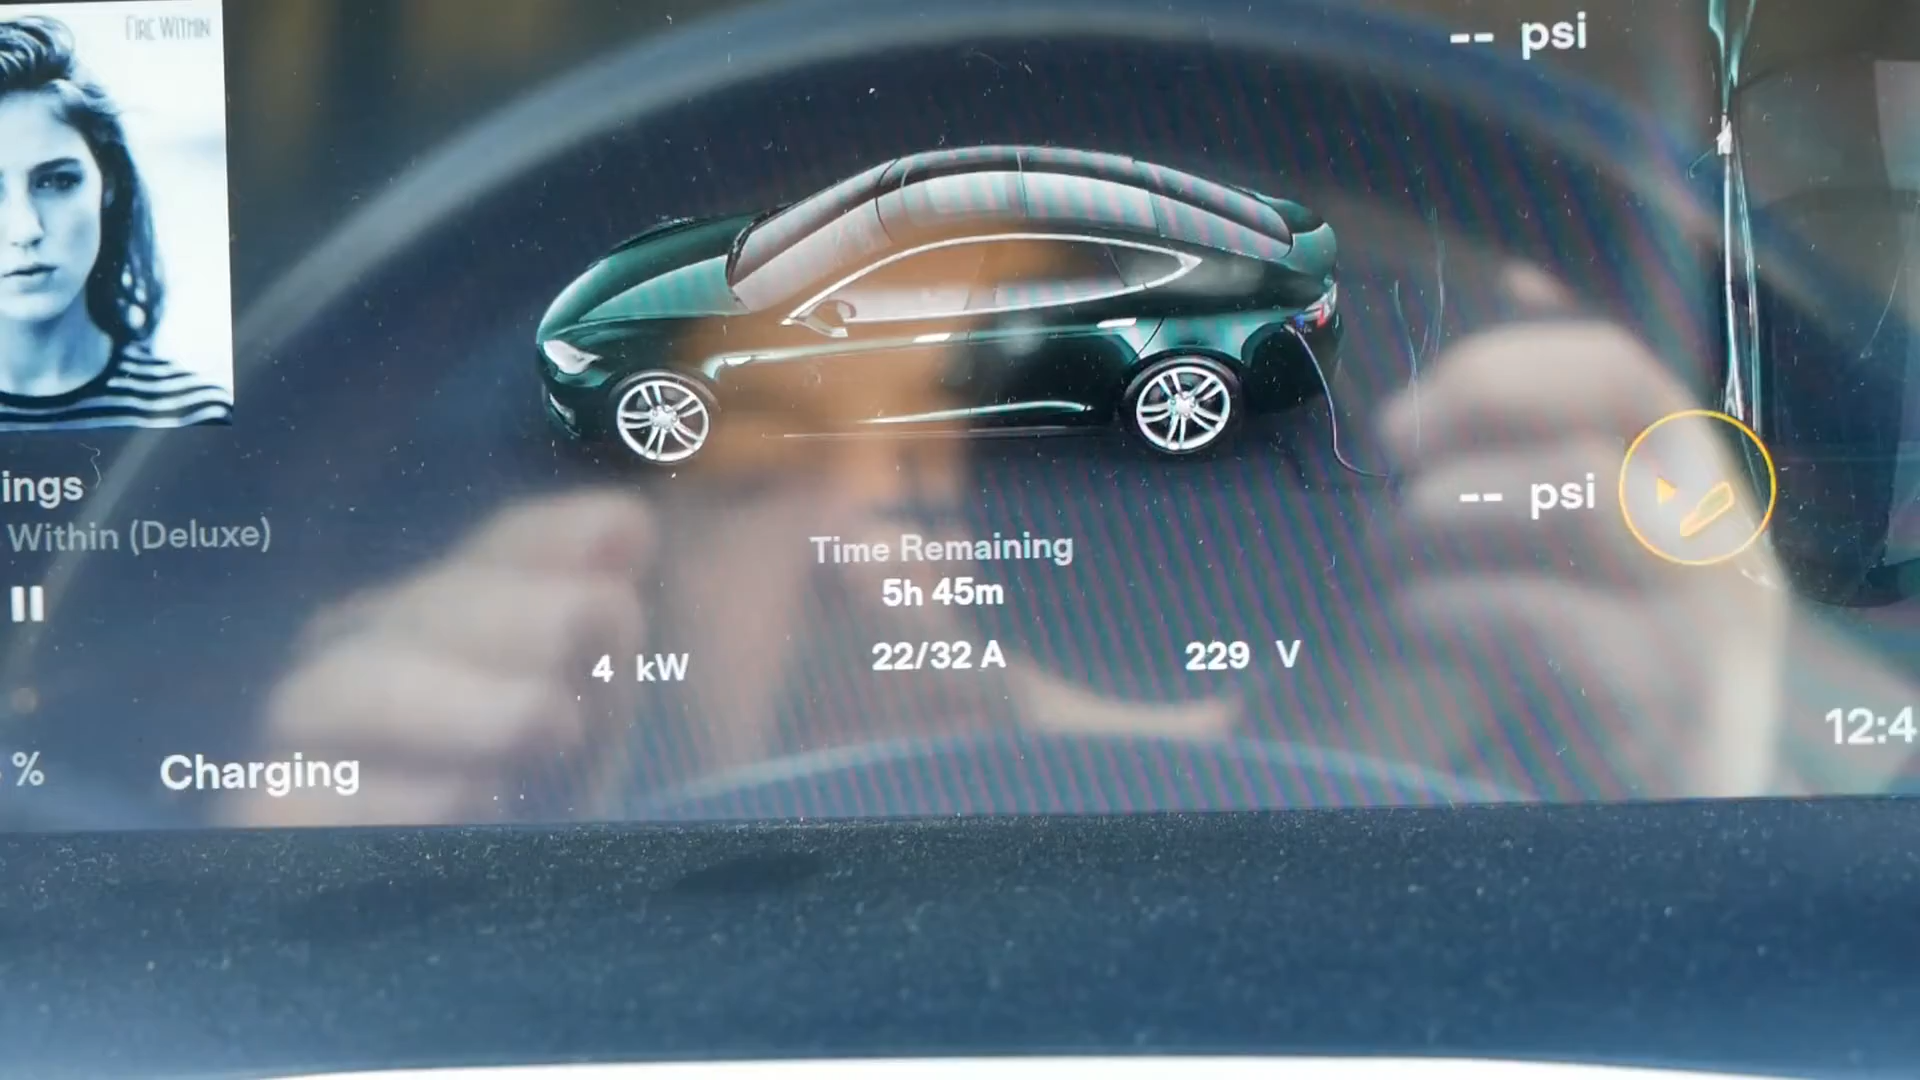 FIRE WITHIN
-- psi
ings
Within (Deluxe)
-- psi
Time Remaining
5h 45m
4 kW
22/32 A
229 V
12:4
%
Charging